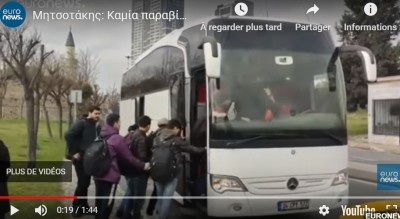 euro
news.
Μητσοτάκης: Καμία παραβί...
À regarder plus tard
Partager
Informations
PLUS DE VIDÉOS
euro
news.
0:19 / 1:44
YouTube
EURONE